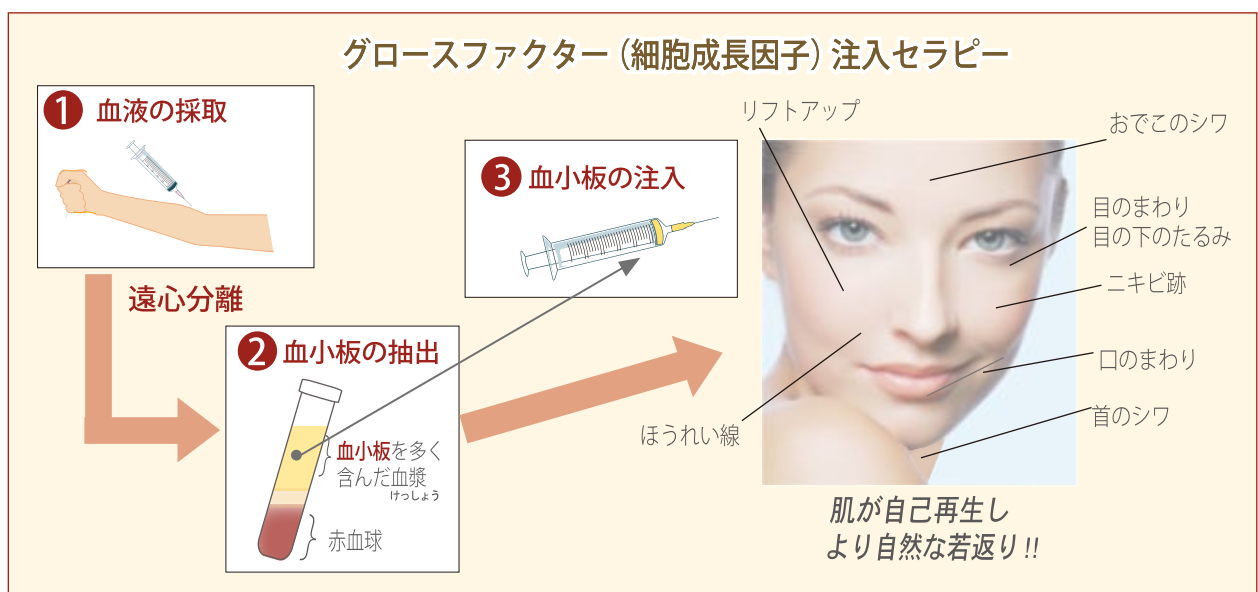 グロースファクター(細胞成長因子)注入セラピー
1 血液の採取
遠心分離
2 血小板の抽出
血小板を多く
含んだ血漿
けっしょう
赤血球
3 血小板の注入
リフトアップ
ほうれい線
おでこのシワ
目のまわり
目の下のたるみ
ニキビ跡
口のまわり
首のシワ
肌が自己再生し
より自然な若返り!!